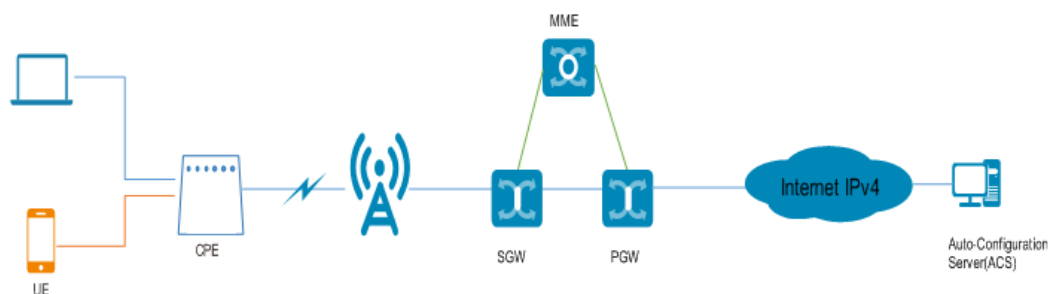 MME
Internet IPv4
CPE
SGW
PGW
Auto-Configuration
Server(ACS)
UE